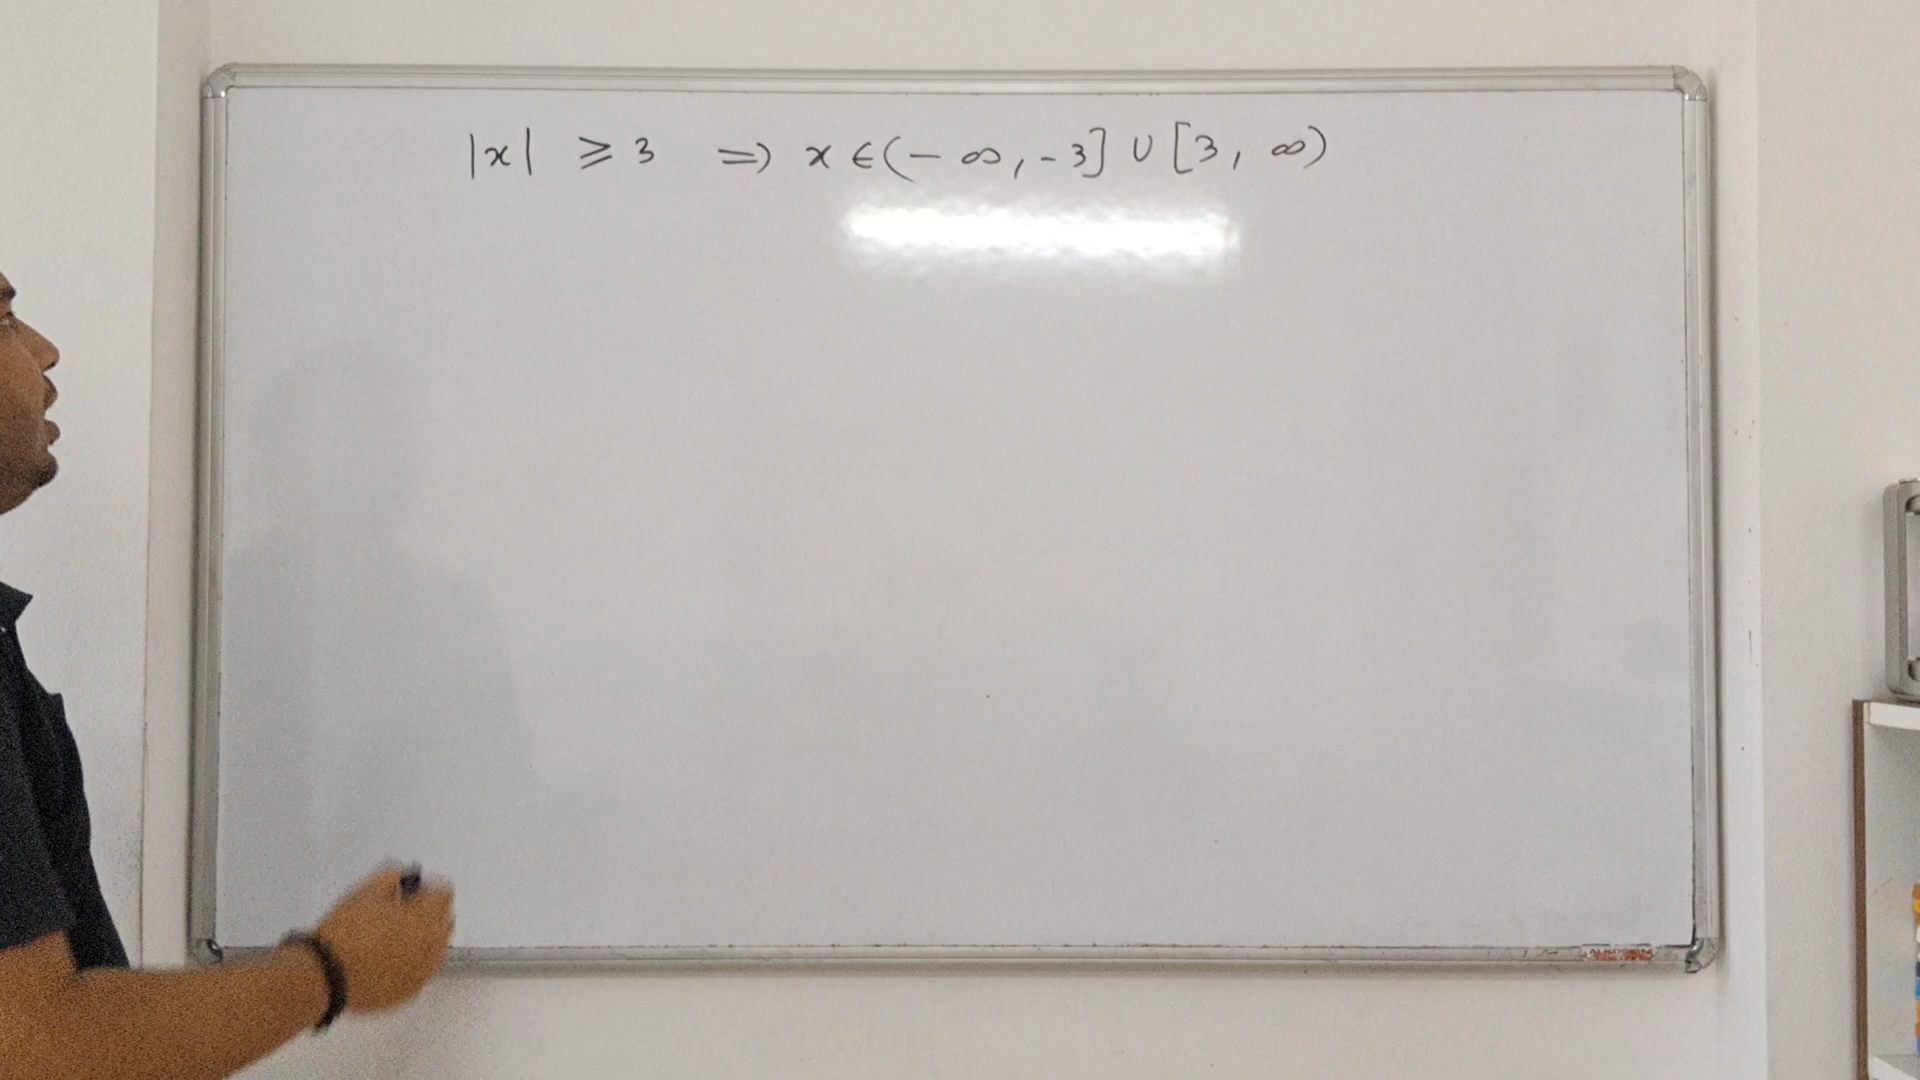 |x| ⩾ 3 ⇒ x ∈ (-∞, -3] ∪ [3, ∞)